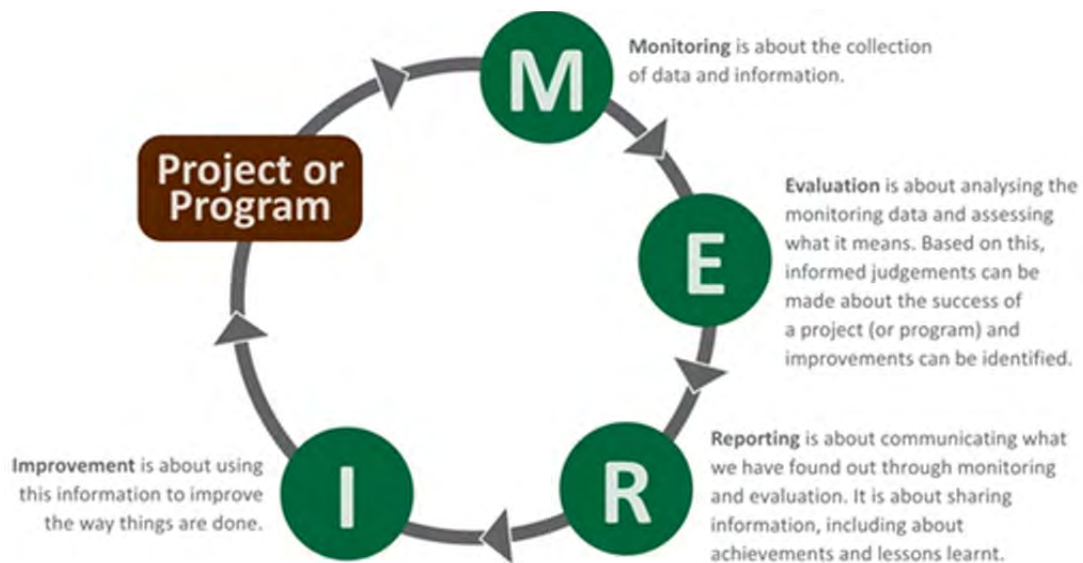 M
Monitoring is about the collection
of data and information.
Project or
Program
E
Evaluation is about analysing the
monitoring data and assessing
what it means. Based on this,
informed judgements can be
made about the success of
a project (or program) and
improvements can be identified.
R
Reporting is about communicating what
we have found out through monitoring
and evaluation. It is about sharing
information, including about
achievements and lessons learnt.
I
Improvement is about using
this information to improve
the way things are done.